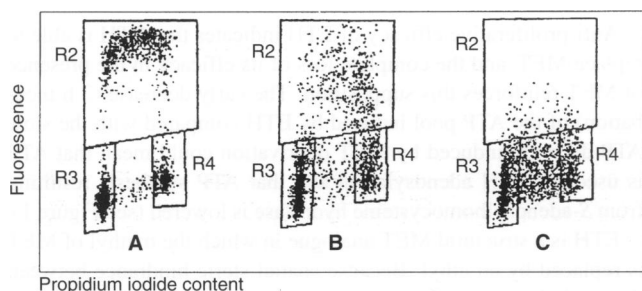 R2
R2
R2
Fluorescence
R3
R4
R3
R4
R3
R4
A
B
C
Propidium iodide content